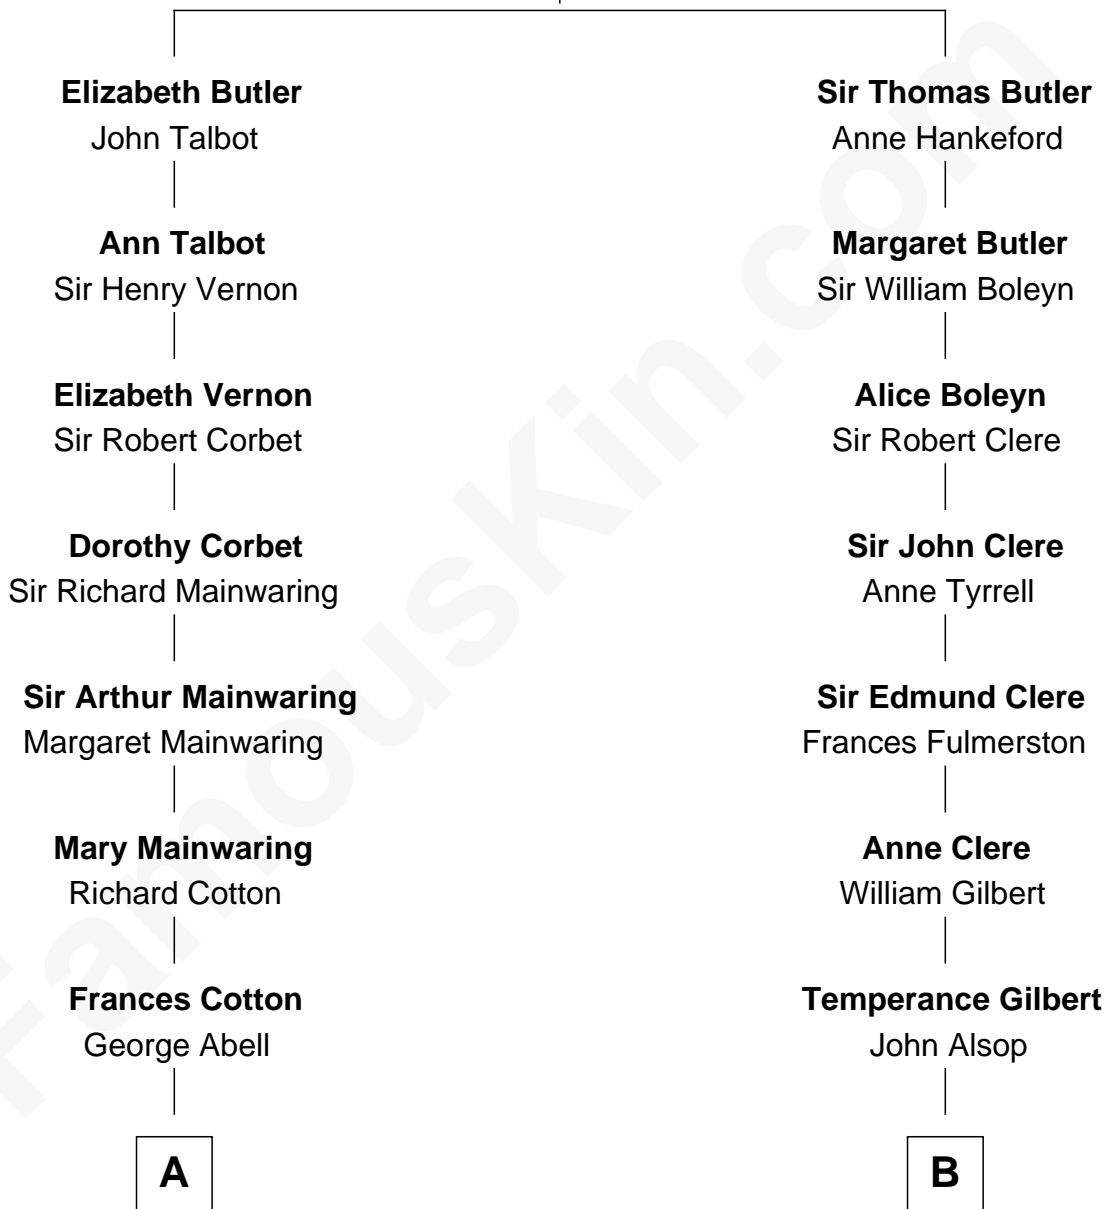 Elizabeth Butler
John Talbot
Ann Talbot
Sir Henry Vernon
Elizabeth Vernon
Sir Robert Corbet
Dorothy Corbet
Sir Richard Mainwaring
Sir Arthur Mainwaring
Margaret Mainwaring
Mary Mainwaring
Richard Cotton
Frances Cotton
George Abell
A
Sir Thomas Butler
Anne Hankeford
Margaret Butler
Sir William Boleyn
Alice Boleyn
Sir Robert Clere
Sir John Clere
Anne Tyrrell
Sir Edmund Clere
Frances Fulmerston
Anne Clere
William Gilbert
Temperance Gilbert
John Alsop
B
FamousKin.com